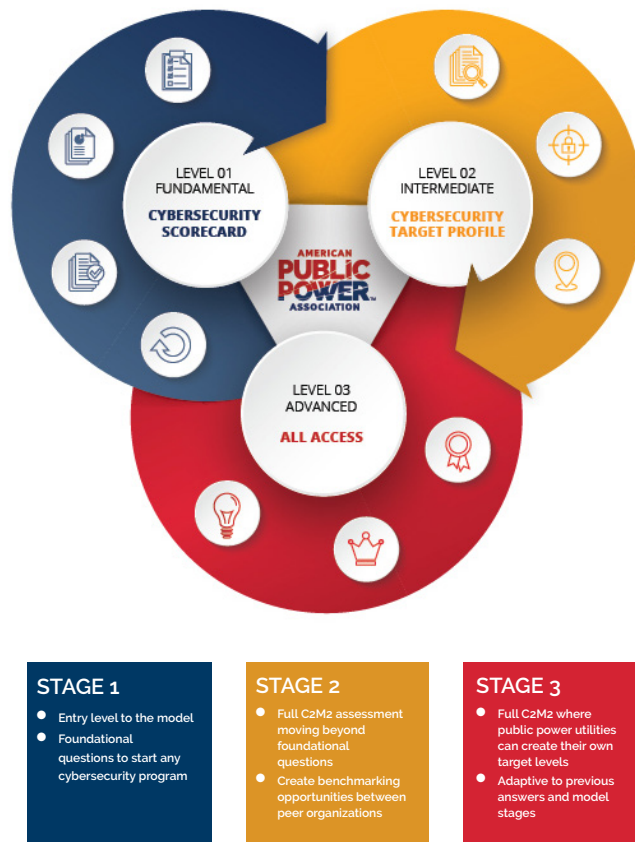 LEVEL 01
FUNDAMENTAL
CYBERSECURITY
SCORECARD
LEVEL 02
INTERMEDIATE
CYBERSECURITY
TARGET PROFILE
AMERICAN
PUBLIC
POWER™
ASSOCIATION
LEVEL 03
ADVANCED
ALL ACCESS
STAGE 1
Entry level to the model
Foundational
questions to start any
cybersecurity program
STAGE 2
Full C2M2 assessment
moving beyond
foundational
questions
Create benchmarking
opportunities between
peer organizations
STAGE 3
Full C2M2 where
public power utilities
can create their own
target levels
Adaptive to previous
answers and model
stages